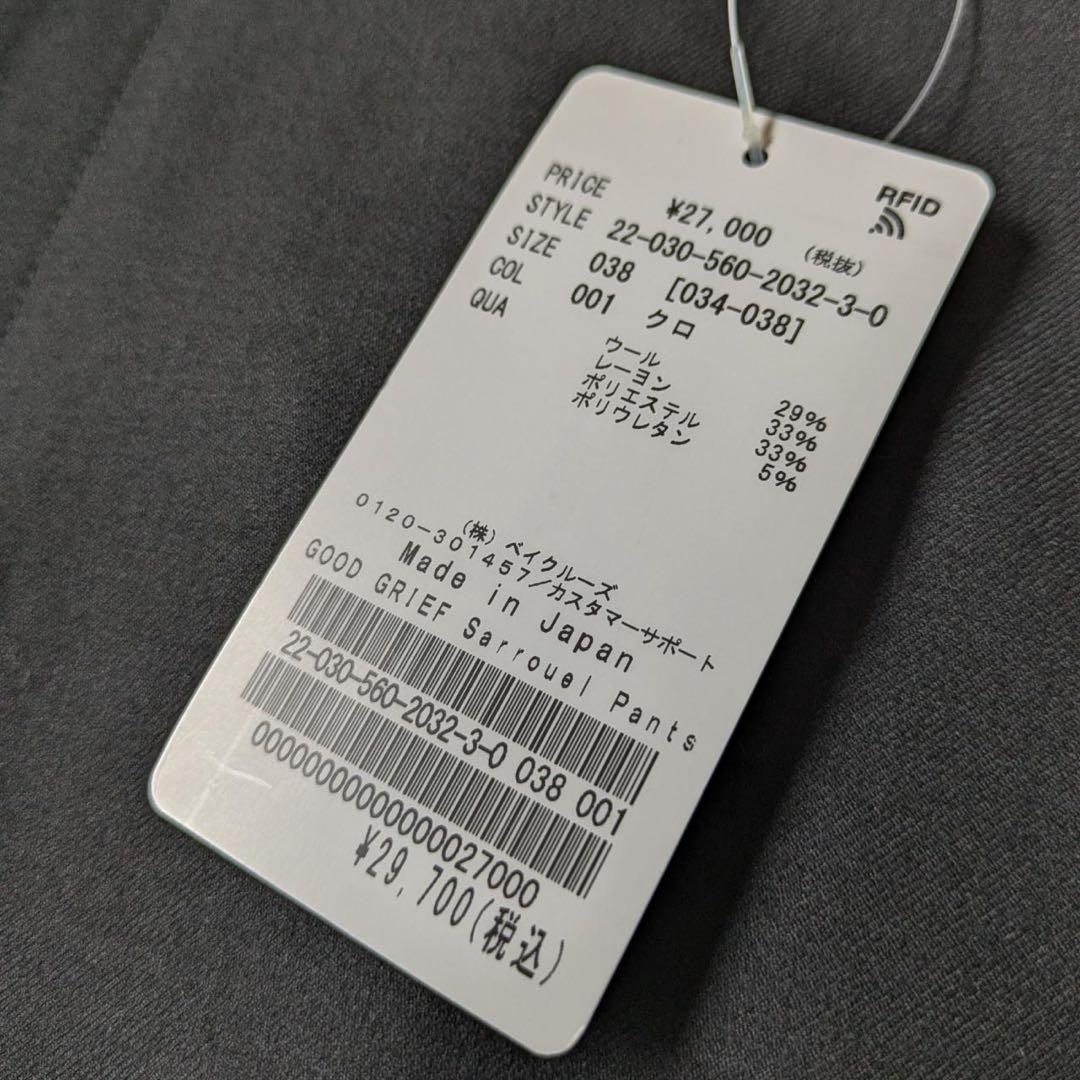 RFID
PRICE ¥27,000 (税抜)
STYLE 22-030-560-2032-3-0
SIZE 038 [034-038]
COL 001 クロ
QUA
ウール 29%
レーヨン 33%
ポリエステル 33%
ポリウレタン 5%
(株)ベイクルーズ
0120-301457/カスタマーサポート
Made in Japan
GOOD GRIEF Sarrouel Pants
22-030-560-2032-3-0 038 001
0000000000000027000
¥29,700(税込)